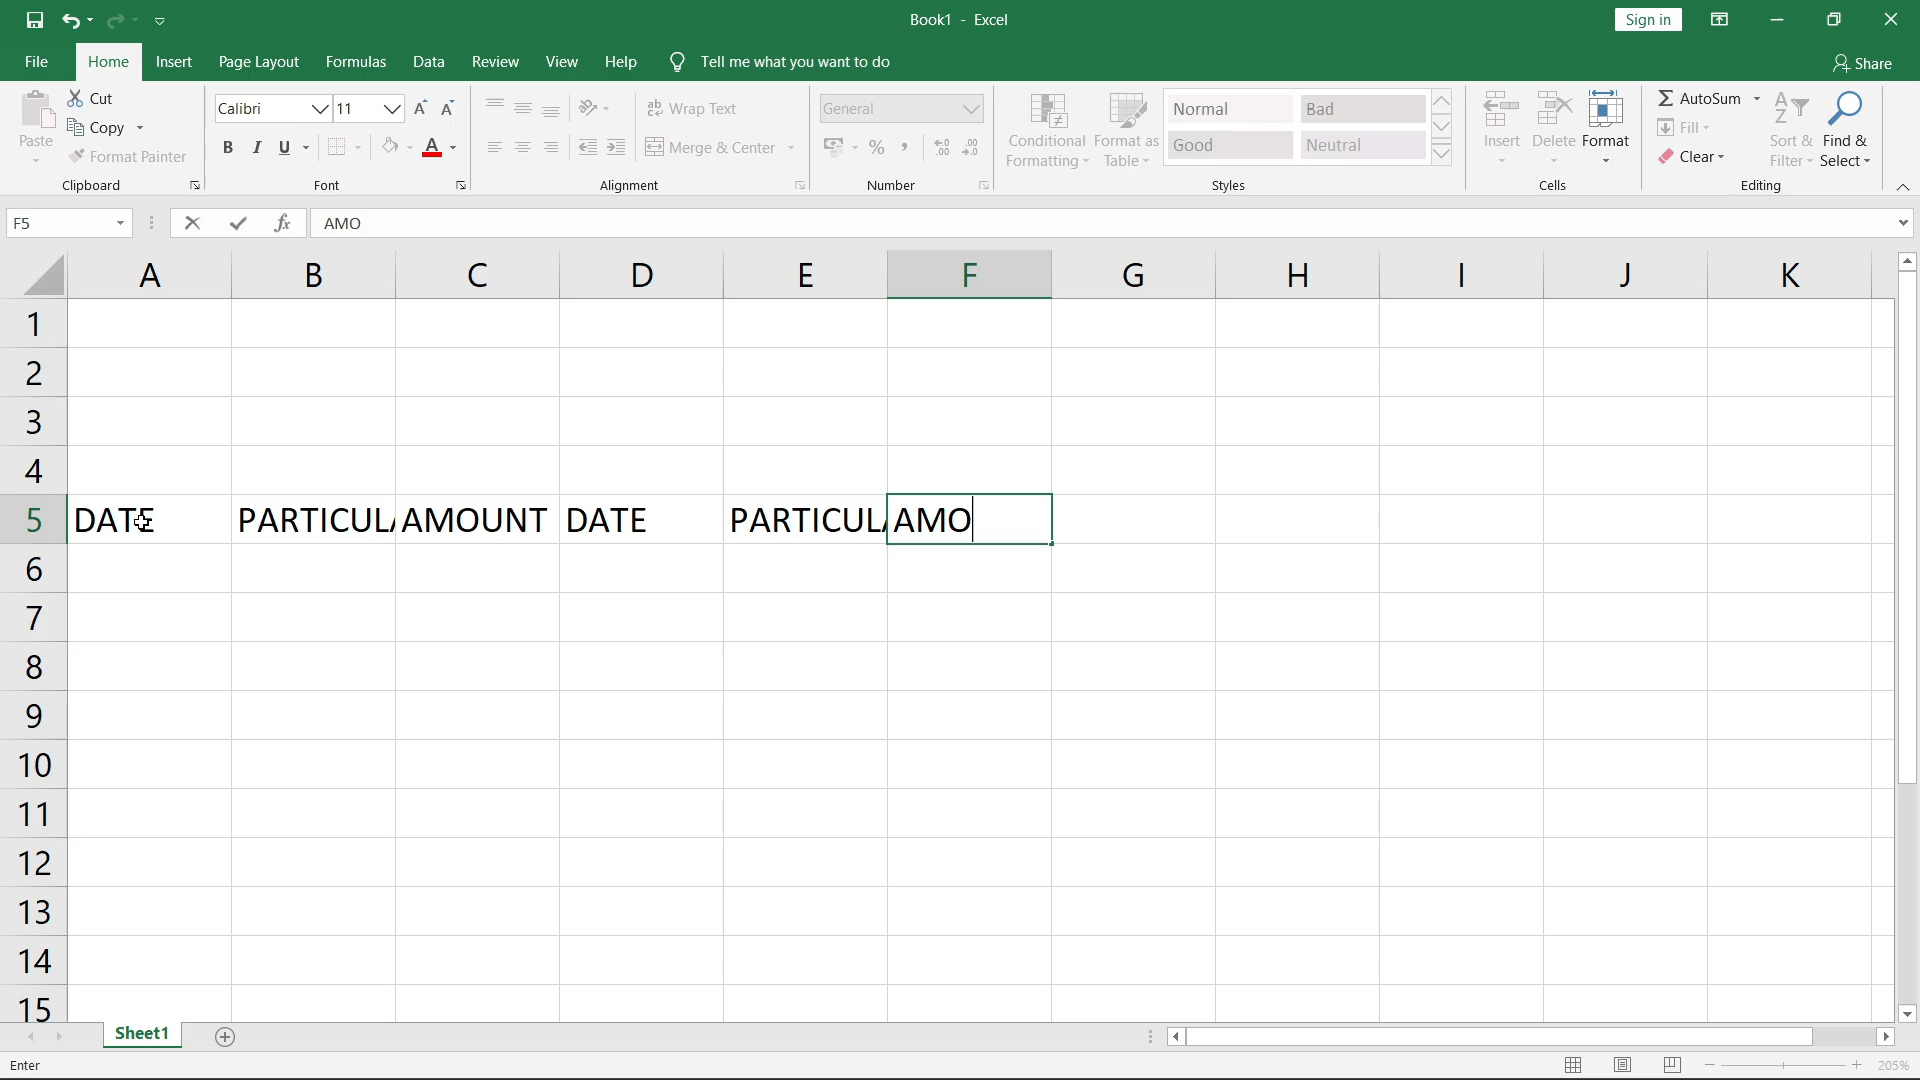 Book1 - Excel
Sign in
File Home Insert Page Layout Formulas Data Review View Help Tell me what you want to do
Share
Paste
Cut
Copy
Format Painter
Clipboard
Calibri 11
B I U
Font
Wrap Text
Merge & Center
Alignment
General
Number
Conditional Formatting
Format as Table
Normal Bad
Good Neutral
Styles
Insert Delete Format
Cells
AutoSum
Fill
Clear
Sort & Filter
Find & Select
Editing
F5 fx AMO
A B C D E F G H I J K
1
2
3
4
5 DATE PARTICULA AMOUNT DATE PARTICULA AMO
6
7
8
9
10
11
12
13
14
15
Sheet1
Enter
205%